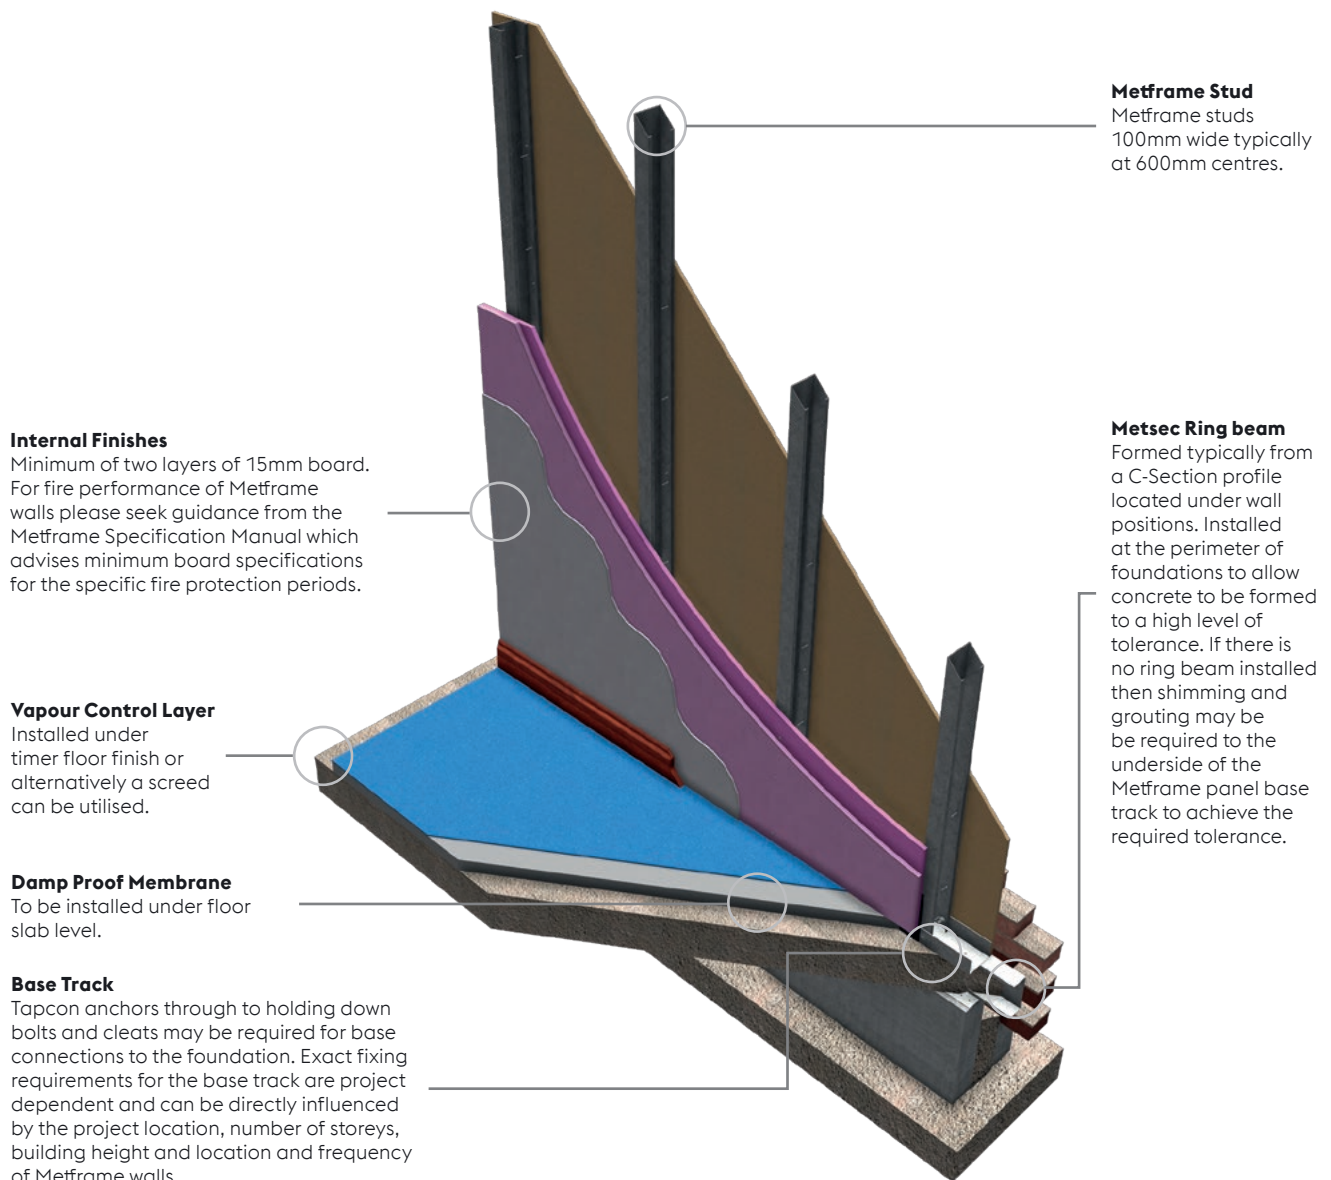 Metframe Stud
Metframe studs
100mm wide typically
at 600mm centres.
Internal Finishes
Minimum of two layers of 15mm board.
For fire performance of Metframe
walls please seek guidance from the
Metframe Specification Manual which
advises minimum board specifications
for the specific fire protection periods.
Metsec Ring beam
Formed typically from
a C-Section profile
located under wall
positions. Installed
at the perimeter of
foundations to allow
concrete to be formed
to a high level of
tolerance. If there is
no ring beam installed
then shimming and
grouting may be
be required to the
underside of the
Metframe panel base
track to achieve the
required tolerance.
Vapour Control Layer
Installed under
timer floor finish or
alternatively a screed
can be utilised.
Damp Proof Membrane
To be installed under floor
slab level.
Base Track
Tapcon anchors through to holding down
bolts and cleats may be required for base
connections to the foundation. Exact fixing
requirements for the base track are project
dependent and can be directly influenced
by the project location, number of storeys,
building height and location and frequency
of Metframe walls